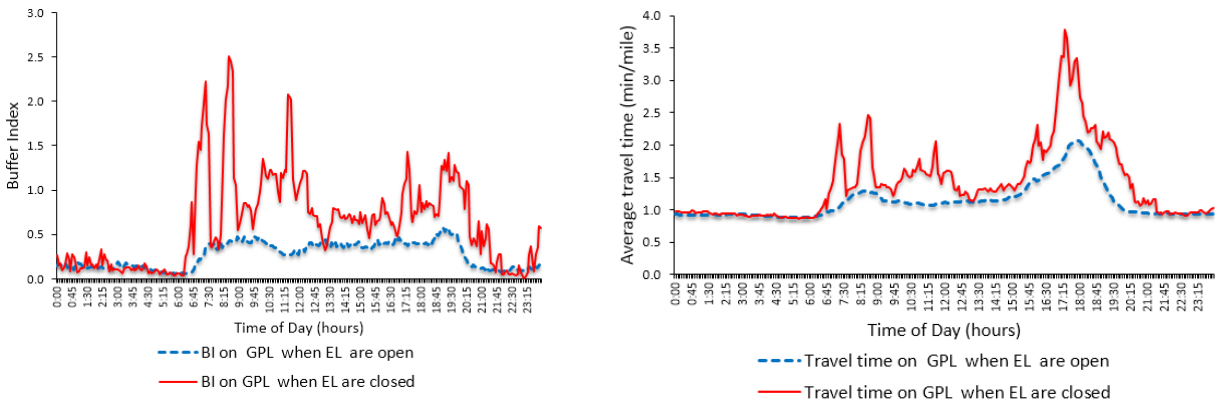 3.0
2.5
2.0
1.5
1.0
0.5
0.0
Buffer Index
0:00 0:45 1:30 2:15 3:00 3:45 4:30 5:15 6:00 6:45 7:30 8:15 9:00 9:45 10:30 11:15 12:00 12:45 13:30 14:15 15:00 15:45 16:30 17:15 18:00 18:45 19:30 20:15 21:00 21:45 22:30 23:15
Time of Day (hours)
BI on GPL when EL are open
BI on GPL when EL are closed
4.0
3.5
3.0
2.5
2.0
1.5
1.0
0.5
0.0
Average travel time (min/mile)
0:00 0:45 1:30 2:15 3:00 3:45 4:30 5:15 6:00 6:45 7:30 8:15 9:00 9:45 10:30 11:15 12:00 12:45 13:30 14:15 15:00 15:45 16:30 17:15 18:00 18:45 19:30 20:15 21:00 21:45 22:30 23:15
Time of Day (hours)
Travel time on GPL when EL are open
Travel time on GPL when EL are closed